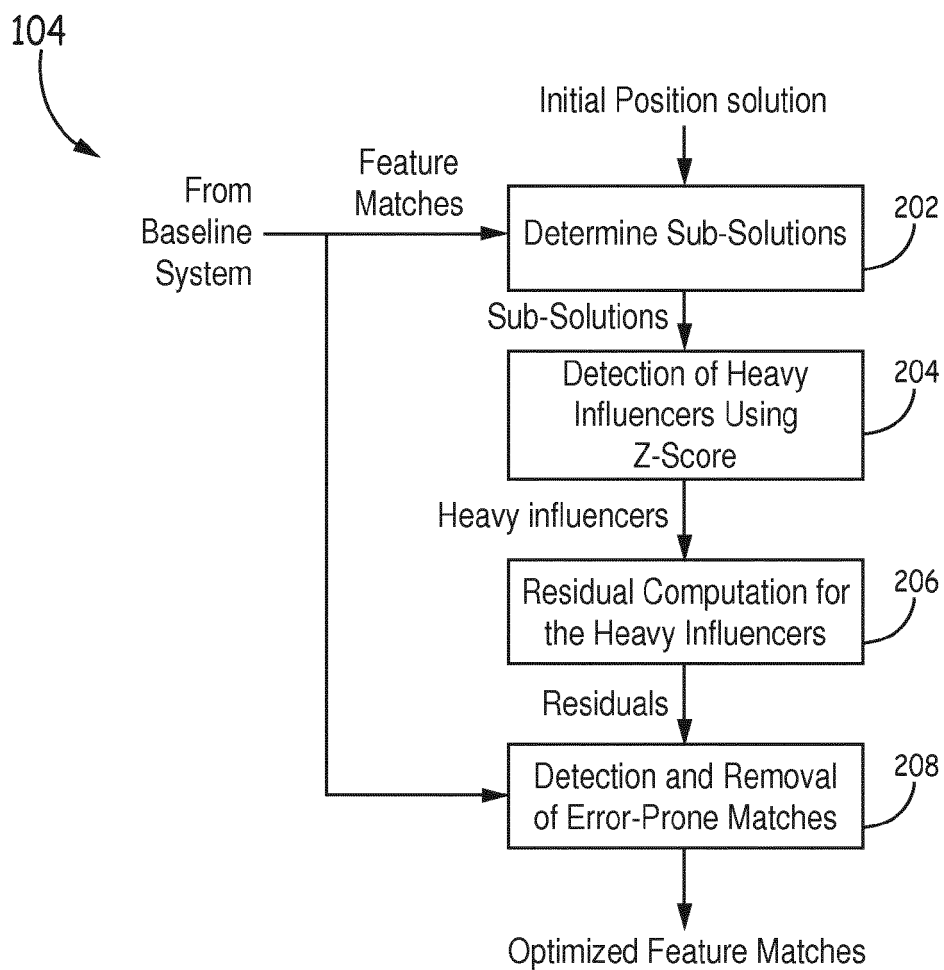 104
Initial Position solution
From
Baseline
System
Feature
Matches
Determine Sub-Solutions
202
Sub-Solutions
Detection of Heavy
Influencers Using
Z-Score
204
Heavy influencers
Residual Computation for
the Heavy Influencers
206
Residuals
Detection and Removal
of Error-Prone Matches
208
Optimized Feature Matches